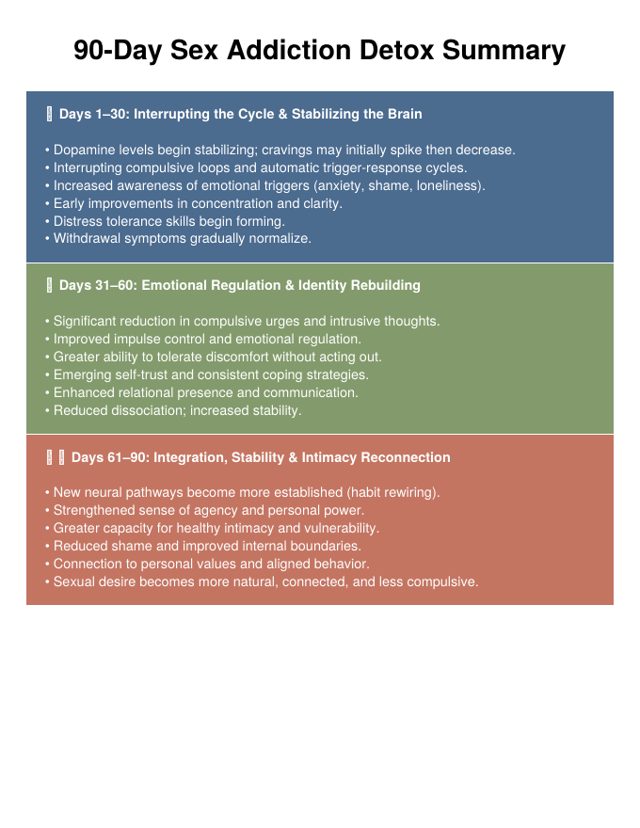 90-Day Sex Addiction Detox Summary
Days 1–30: Interrupting the Cycle & Stabilizing the Brain
• Dopamine levels begin stabilizing; cravings may initially spike then decrease.
• Interrupting compulsive loops and automatic trigger-response cycles.
• Increased awareness of emotional triggers (anxiety, shame, loneliness).
• Early improvements in concentration and clarity.
• Distress tolerance skills begin forming.
• Withdrawal symptoms gradually normalize.
Days 31–60: Emotional Regulation & Identity Rebuilding
• Significant reduction in compulsive urges and intrusive thoughts.
• Improved impulse control and emotional regulation.
• Greater ability to tolerate discomfort without acting out.
• Emerging self-trust and consistent coping strategies.
• Enhanced relational presence and communication.
• Reduced dissociation; increased stability.
Days 61–90: Integration, Stability & Intimacy Reconnection
• New neural pathways become more established (habit rewiring).
• Strengthened sense of agency and personal power.
• Greater capacity for healthy intimacy and vulnerability.
• Reduced shame and improved internal boundaries.
• Connection to personal values and aligned behavior.
• Sexual desire becomes more natural, connected, and less compulsive.